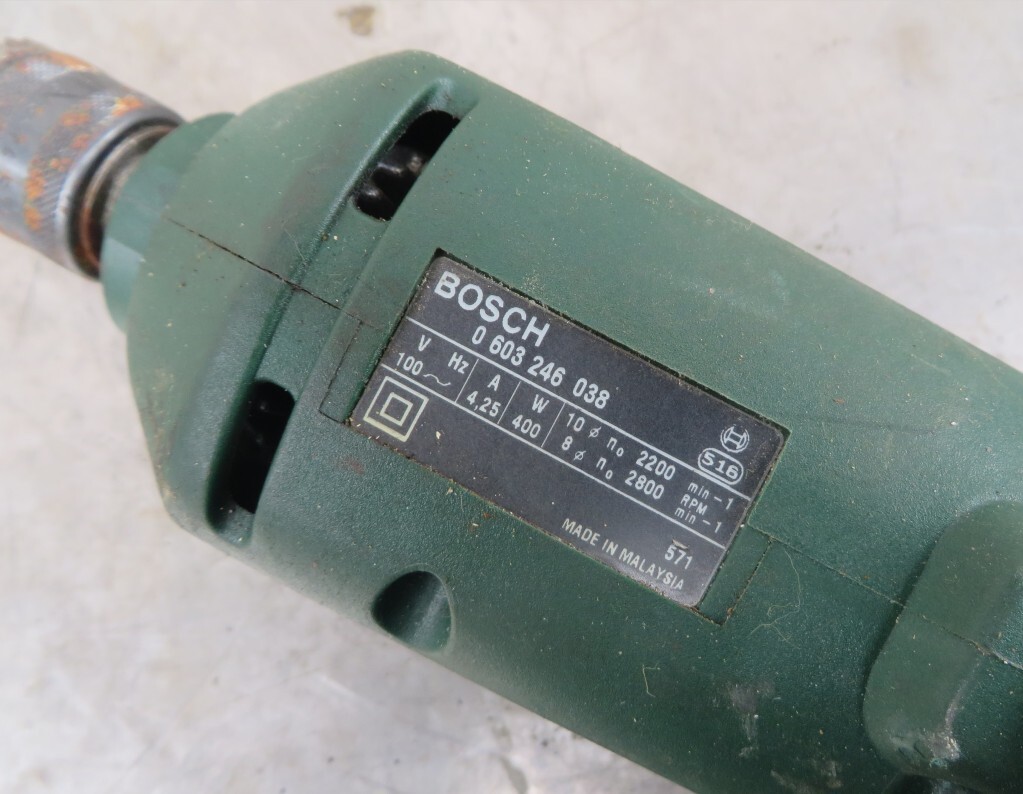 BOSCH
0 603 246 038
V Hz A W 10 ø n₀ 2200 min-1
100 ~ 4,25 400 8 ø n₀ 2800 RPM min-1
516
571
MADE IN MALAYSIA